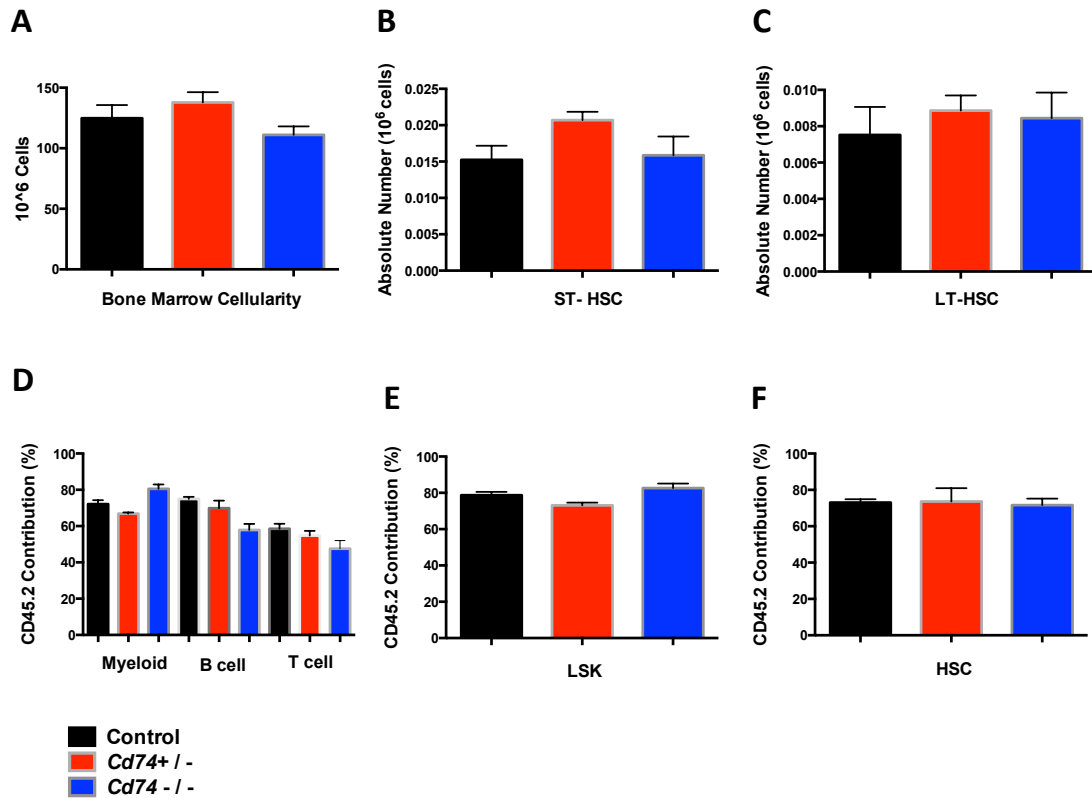 A
B
C
10^6 Cells
150
100
50
0
Bone Marrow Cellularity
Absolute Number (10⁶ cells)
0.025
0.020
0.015
0.010
0.005
0.000
ST- HSC
Absolute Number (10⁶ cells)
0.010
0.008
0.006
0.004
0.002
0.000
LT-HSC
D
E
F
CD45.2 Contribution (%)
100
80
60
40
20
0
Myeloid B cell T cell
CD45.2 Contribution (%)
100
80
60
40
20
0
LSK
CD45.2 Contribution (%)
100
80
60
40
20
0
HSC
Control
Cd74+ / -
Cd74 - / -